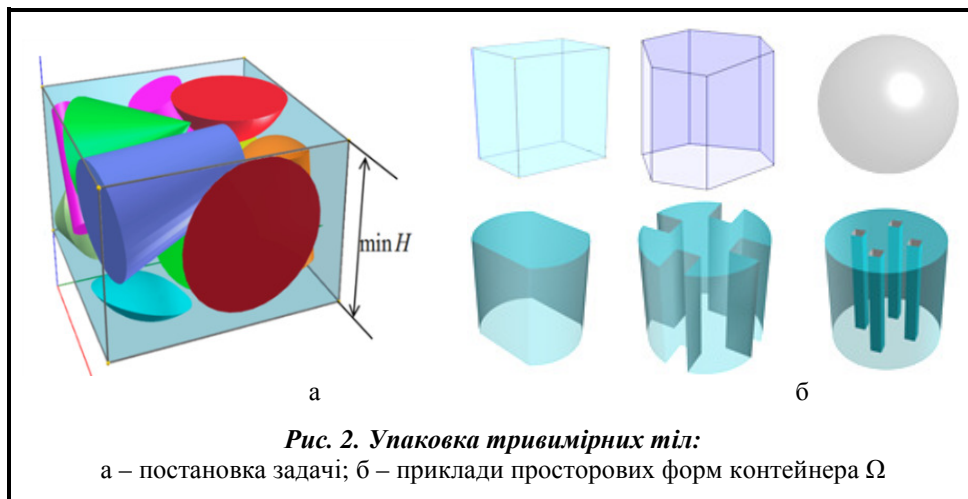 min H
а
б
Рис. 2. Упаковка тривимірних тіл:
а – постановка задачі; б – приклади просторових форм контейнера Ω